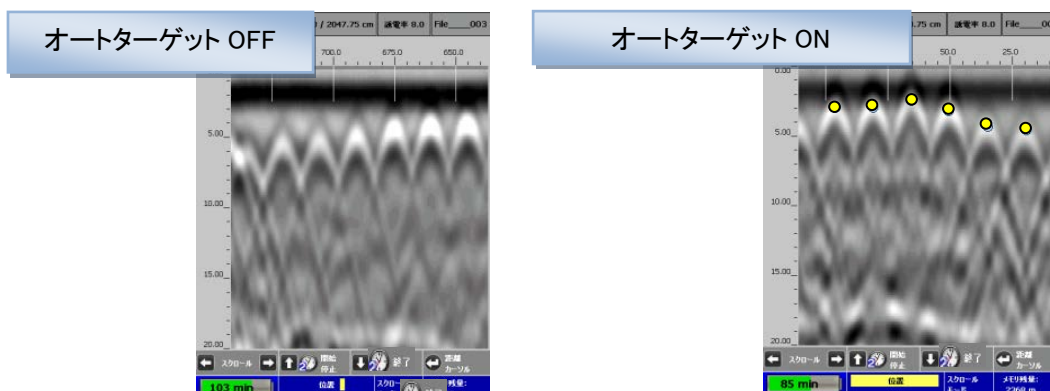 オートターゲット OFF
/ 2047.75 cm 誘電率 8.0 File____003
700.0 675.0 650.0
5.00
10.00
15.00
20.00
スクロール 開始 停止 終了 距離 カーソル
103 min 位置 スクロー 残量:
オートターゲット ON
.75 cm 誘電率 8.0 File____00
50.0 25.0
0.00
5.00
10.00
15.00
20.00
スクロール 開始 停止 終了 距離 カーソル
85 min 位置 スクロール モード メモリ残量:
2268 m